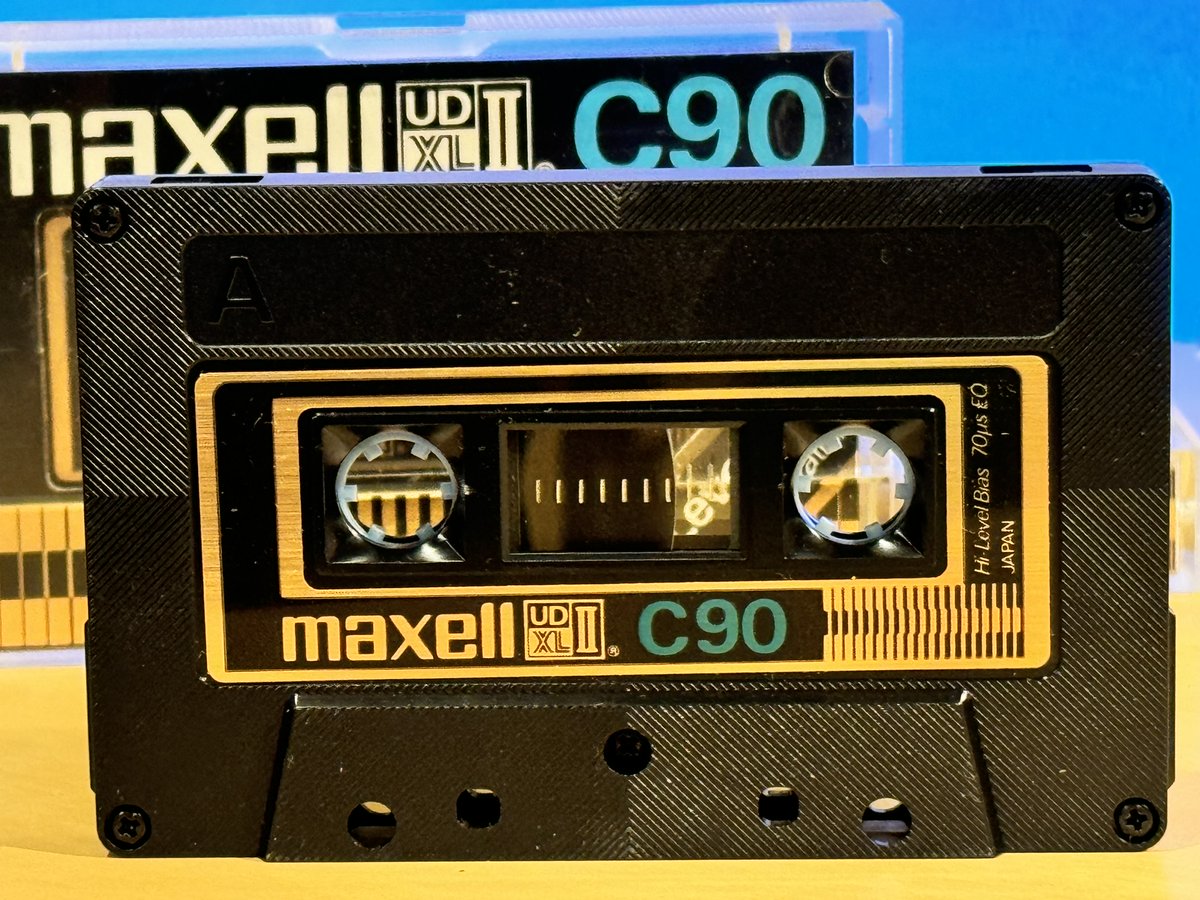 maxell UD XL II C90
A
Hi-Level Bias 70µs EQ
JAPAN
maxell UD XL II ® C90